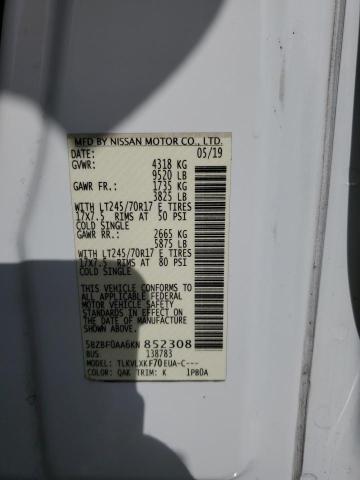 MFD BY NISSAN MOTOR CO., LTD.
DATE: 05/19
GVWR: 4318 KG
9520 LB
GAWR FR.: 1735 KG
3825 LB
WITH LT245/70R17 E TIRES
17x7.5 RIMS AT 50 PSI
COLD SINGLE
GAWR RR.: 2665 KG
5875 LB
WITH LT245/70R17 E TIRES
17x7.5 RIMS AT 80 PSI
COLD SINGLE
THIS VEHICLE CONFORMS TO
ALL APPLICABLE FEDERAL
MOTOR VEHICLE SAFETY
STANDARDS IN EFFECT ON
THE DATE OF MANUFACTURE
SHOWN ABOVE.
5BZBF0AA6KN 852308
BUS 138783
MODEL: TLKVLXKF70EUA-C---
COLOR: QAK TRIM: K 1PB0A